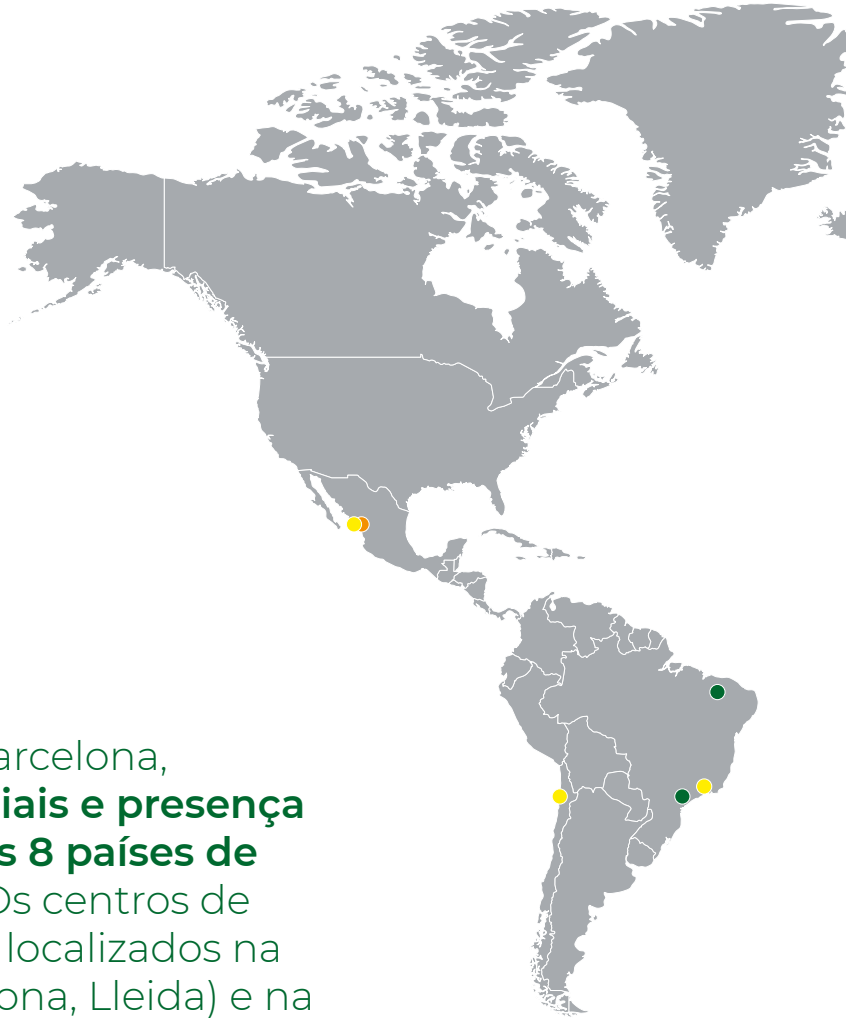 arcelona,
iais e presença
s 8 países de
Os centros de
localizados na
ona, Lleida) e na